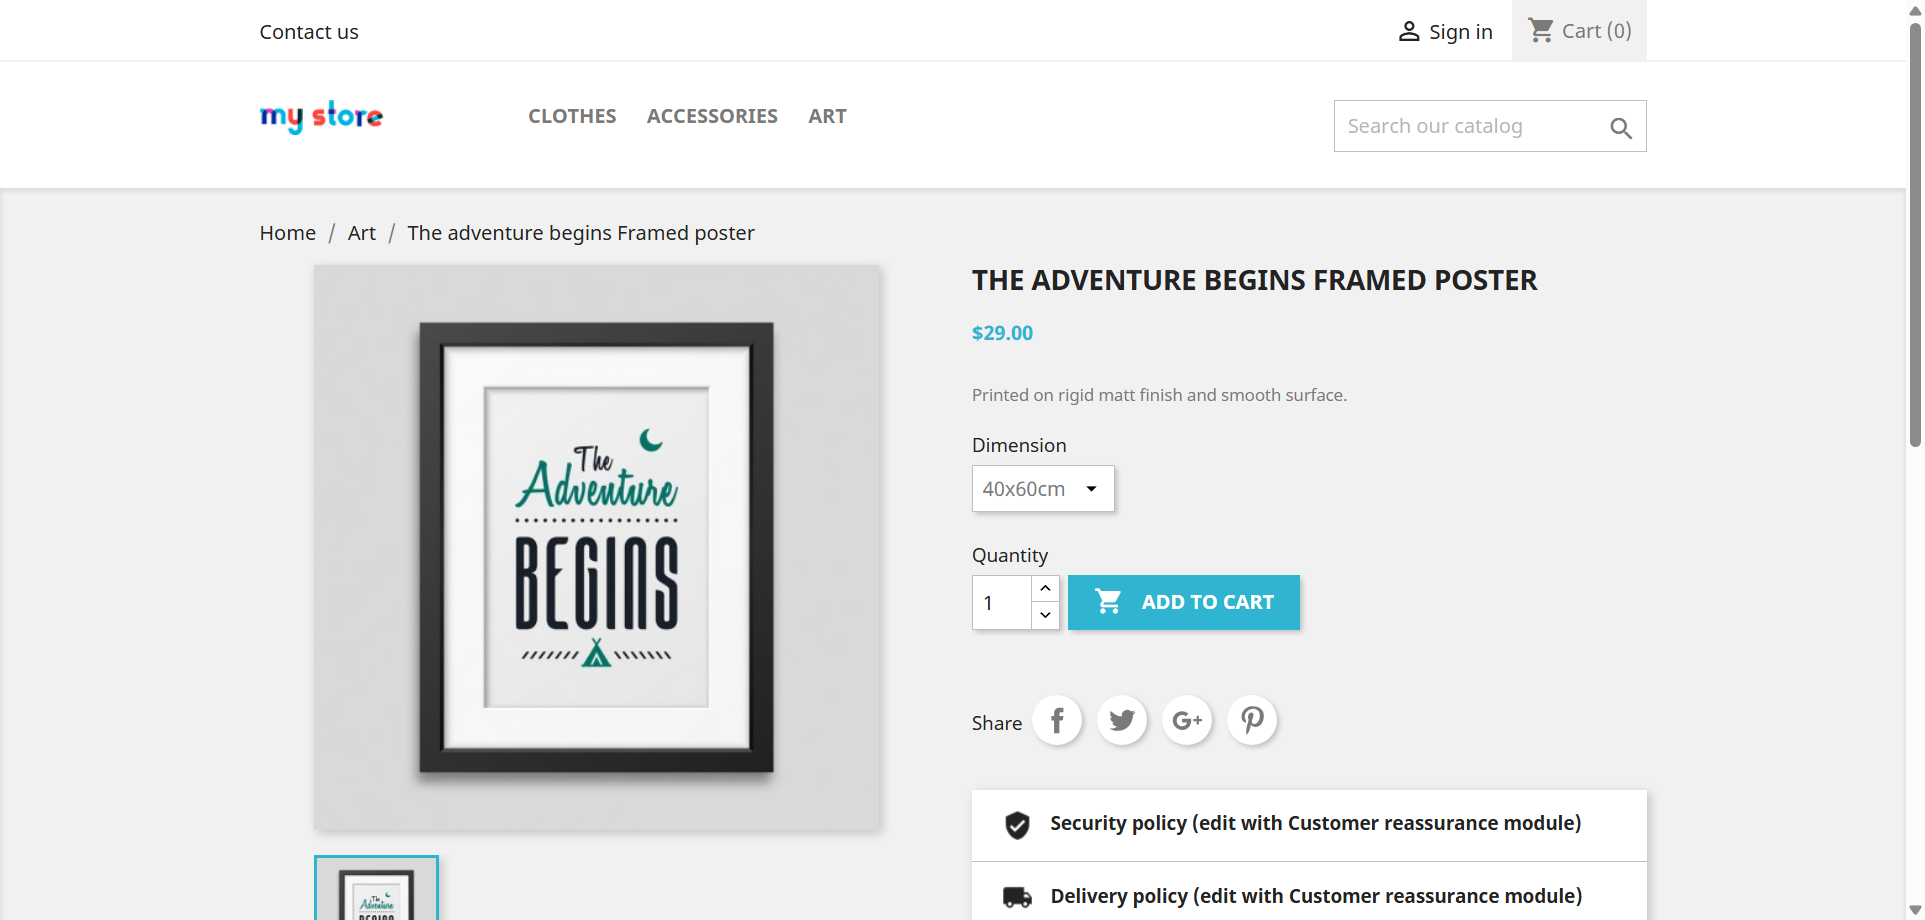 Contact us
Sign in
Cart (0)
my store
CLOTHES
ACCESSORIES
ART
Search our catalog
Home / Art / The adventure begins Framed poster
The
Adventure
BEGINS
THE ADVENTURE BEGINS FRAMED POSTER
$29.00
Printed on rigid matt finish and smooth surface.
Dimension
40x60cm
Quantity
1
ADD TO CART
Share
Security policy (edit with Customer reassurance module)
Delivery policy (edit with Customer reassurance module)
The
Adventure
BEGINS